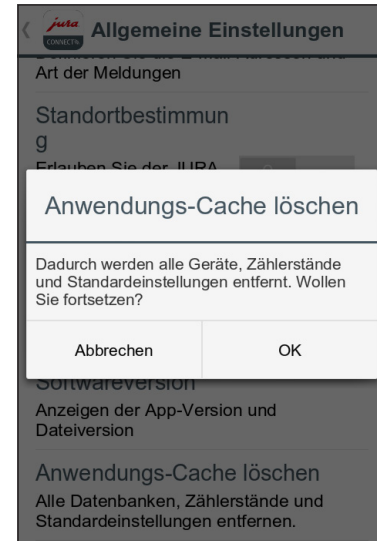 jura
CONNECT
Allgemeine Einstellungen
Art der Meldungen
Standortbestimmun
g
Erlauben Sie der JURA
Anwendungs-Cache löschen
Dadurch werden alle Geräte, Zählerstände
und Standardeinstellungen entfernt. Wollen
Sie fortsetzen?
Abbrechen
OK
Softwareversion
Anzeigen der App-Version und
Dateiversion
Anwendungs-Cache löschen
Alle Datenbanken, Zählerstände und
Standardeinstellungen entfernen.